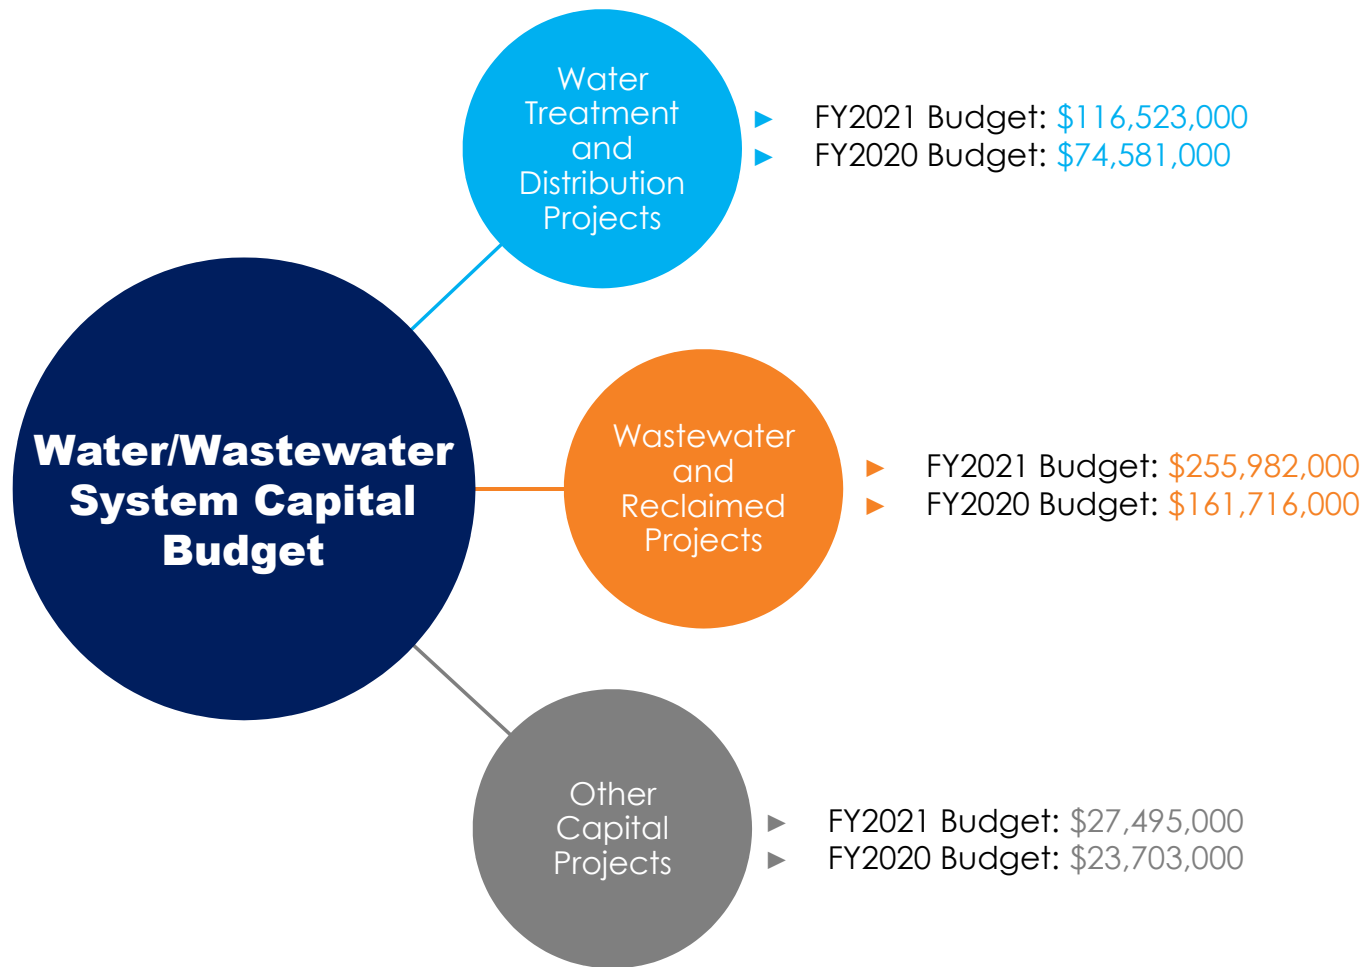 Water
Treatment
and
Distribution
Projects
► FY2021 Budget: $116,523,000
► FY2020 Budget: $74,581,000
Water/Wastewater
System Capital
Budget
Wastewater
and
Reclaimed
Projects
► FY2021 Budget: $255,982,000
► FY2020 Budget: $161,716,000
Other
Capital
Projects
► FY2021 Budget: $27,495,000
► FY2020 Budget: $23,703,000